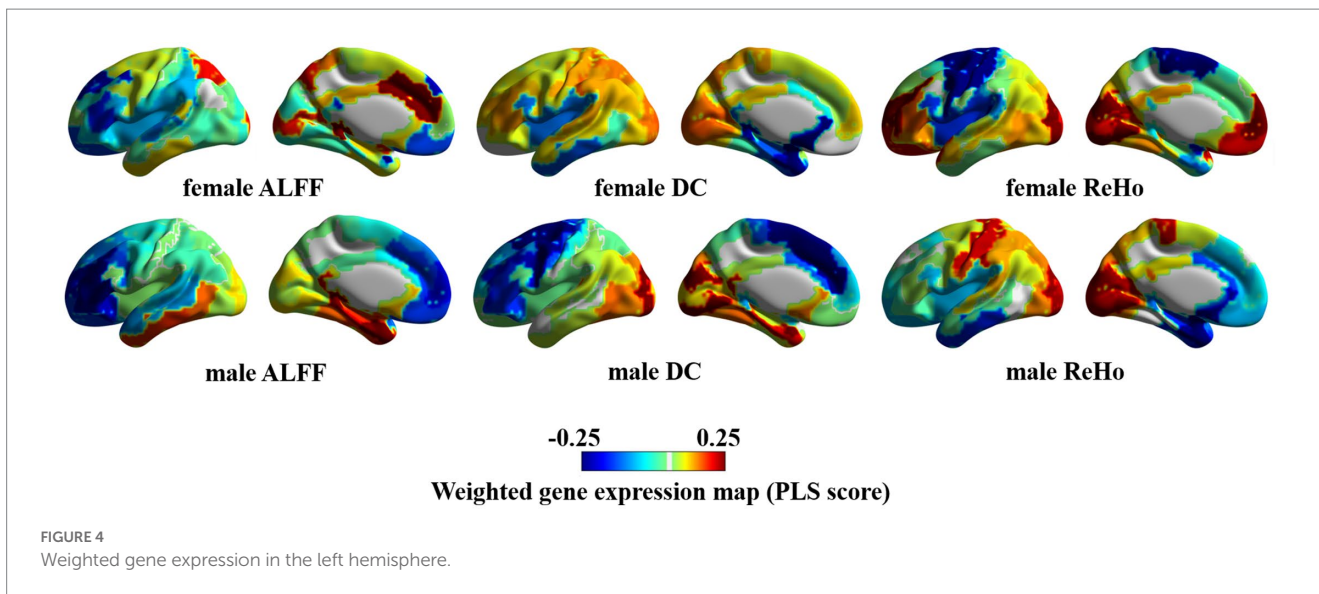 female ALFF
female DC
female ReHo
male ALFF
male DC
male ReHo
-0.25 0.25
Weighted gene expression map (PLS score)
FIGURE 4
Weighted gene expression in the left hemisphere.